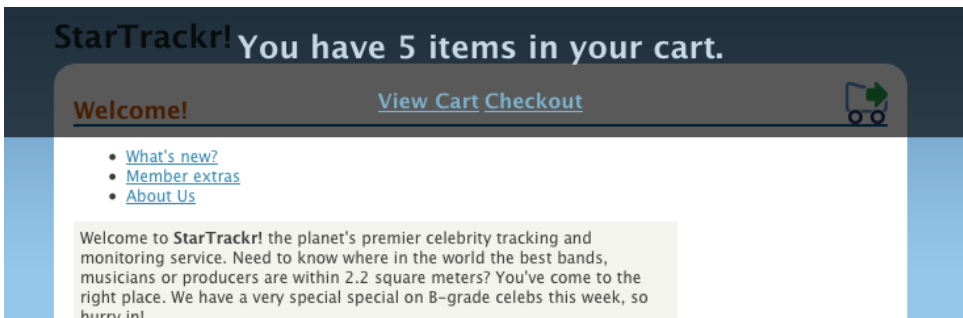 StarTrackr!
You have 5 items in your cart.
Welcome!
View Cart Checkout
What's new?
Member extras
About Us
Welcome to StarTrackr! the planet's premier celebrity tracking and
monitoring service. Need to know where in the world the best bands,
musicians or producers are within 2.2 square meters? You've come to the
right place. We have a very special special on B-grade celebs this week, so
hurry in!